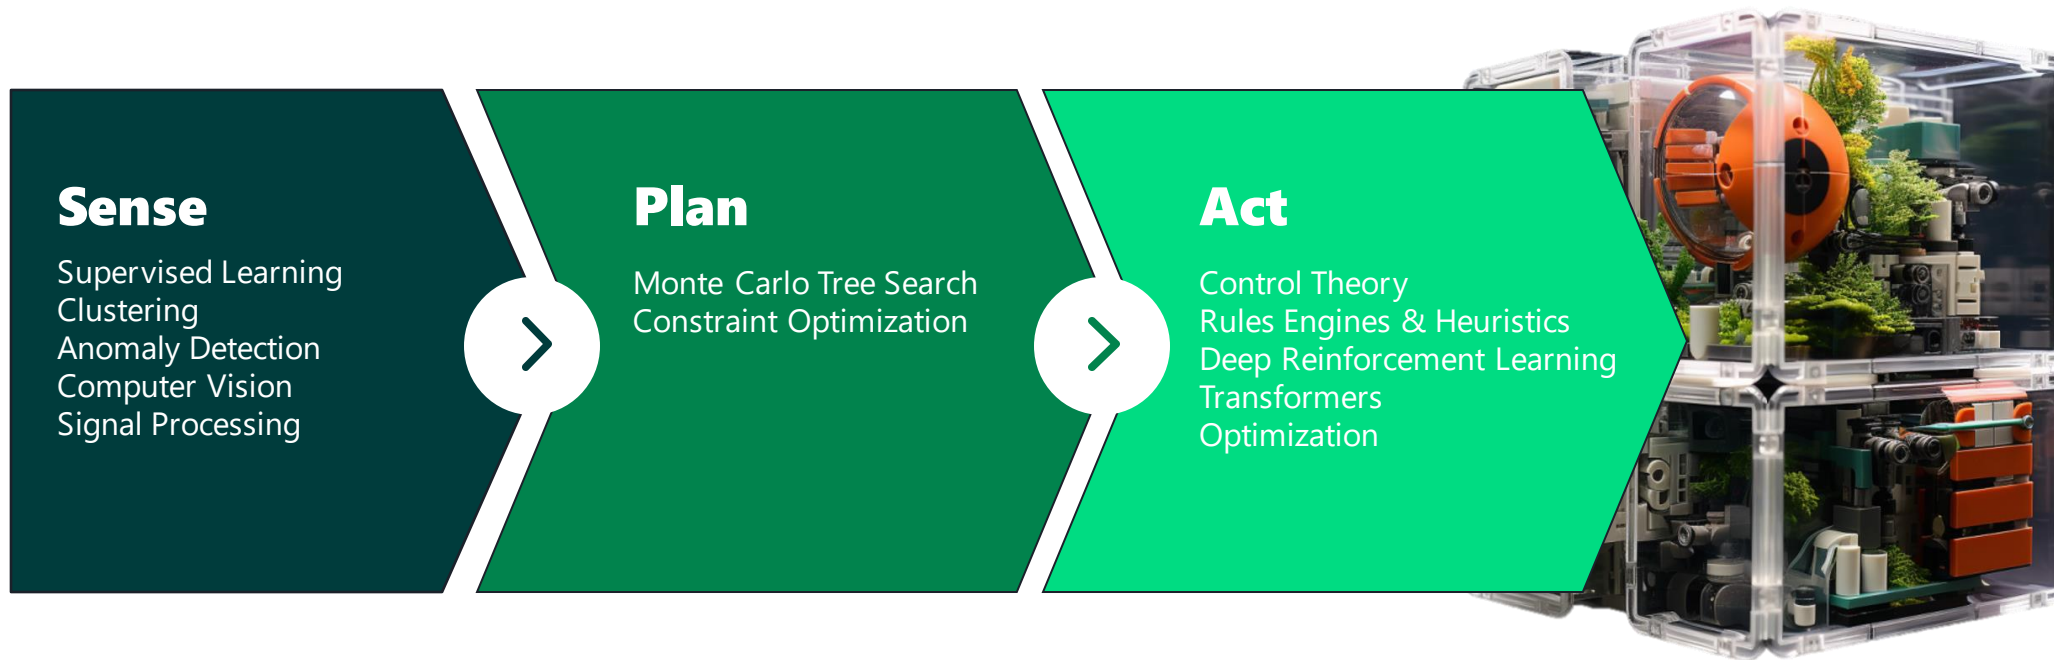 Sense
Supervised Learning
Clustering
Anomaly Detection
Computer Vision
Signal Processing
Plan
Monte Carlo Tree Search
Constraint Optimization
Act
Control Theory
Rules Engines & Heuristics
Deep Reinforcement Learning
Transformers
Optimization